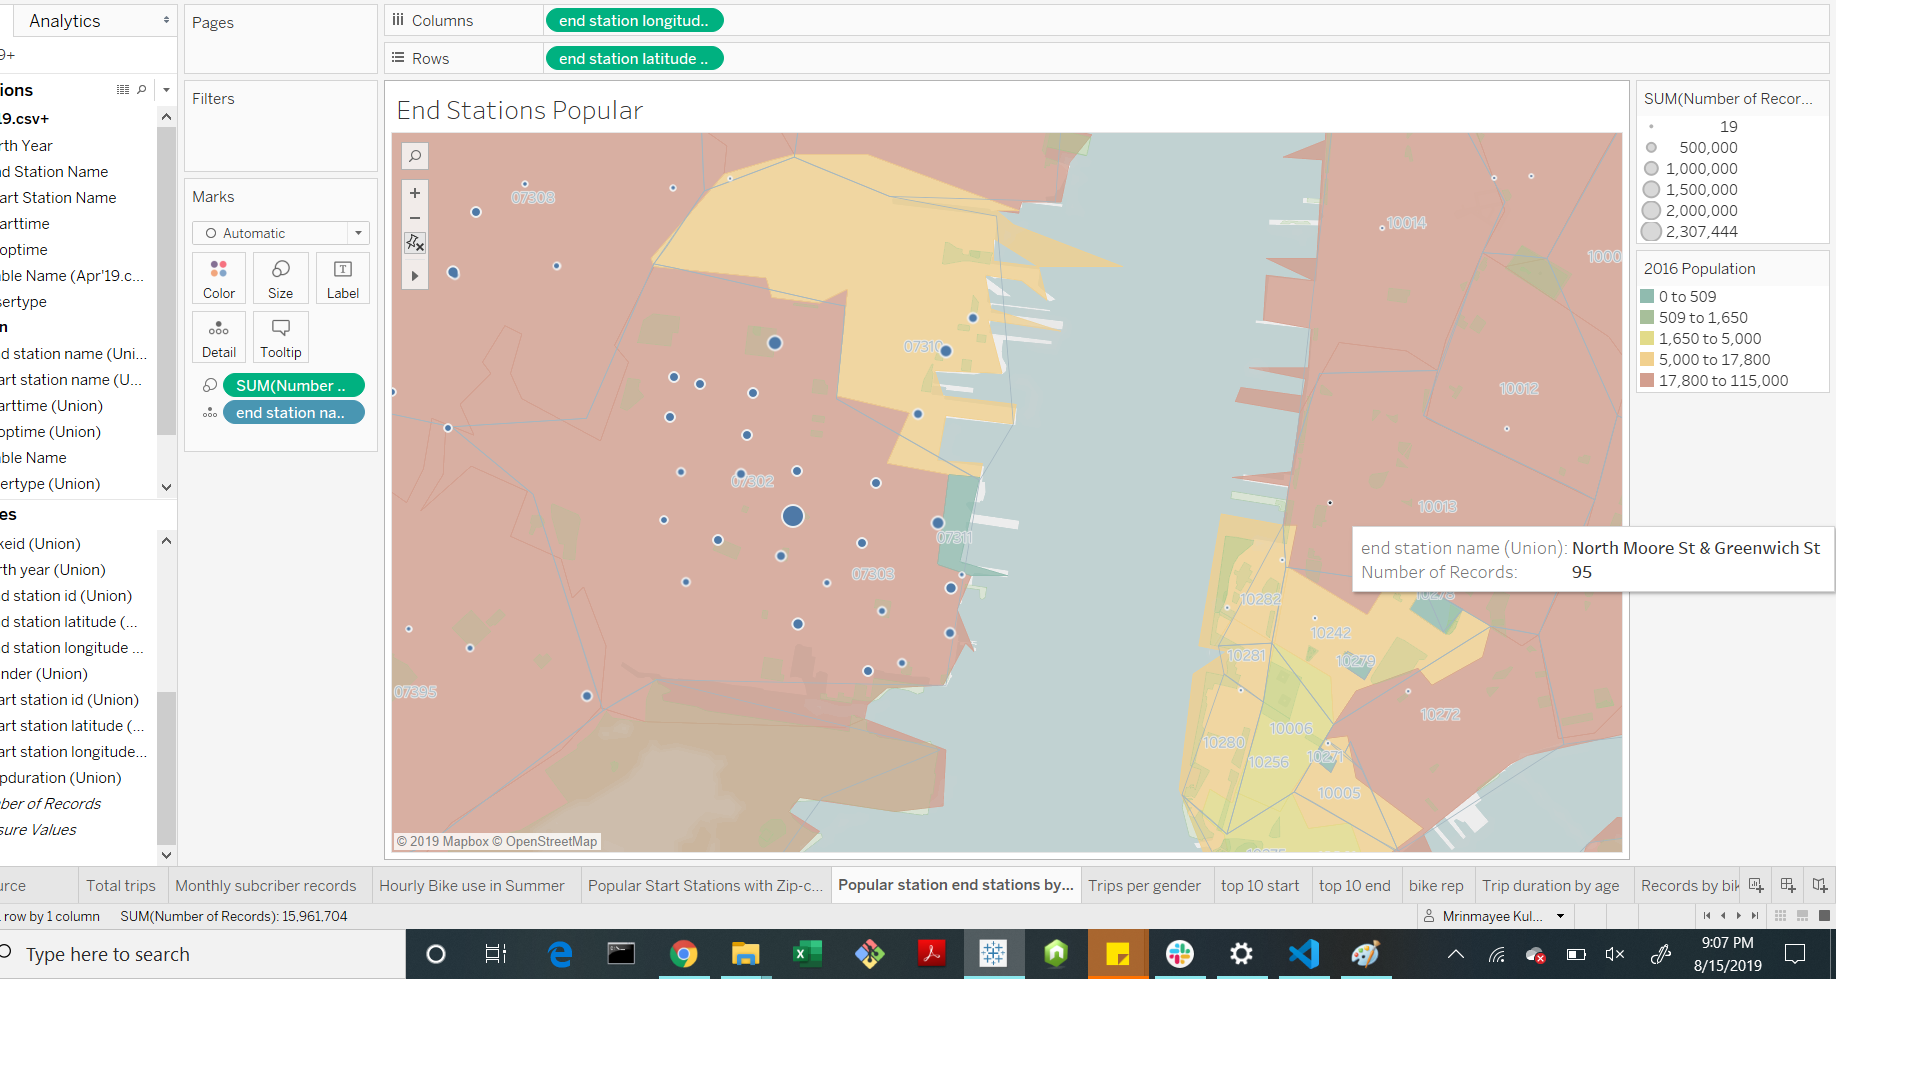 Analytics
9+
ions
19.csv+
rth Year
d Station Name
art Station Name
arttime
optime
able Name (Apr'19.c...
sertype
n
d station name (Uni...
art station name (U...
arttime (Union)
optime (Union)
ble Name
ertype (Union)
es
keid (Union)
rth year (Union)
d station id (Union)
d station latitude (...
d station longitude ...
nder (Union)
art station id (Union)
art station latitude (...
art station longitude...
pduration (Union)
ber of Records
sure Values
Pages
Filters
Marks
Automatic
Color
Size
Label
Detail
Tooltip
SUM(Number ..
end station na..
Columns
end station longitud..
Rows
end station latitude ..
End Stations Popular
07308
10014
1000
07310
10012
07302
10013
07311
07303
10278
10282
10242
10281
10279
07395
10272
10006
10280
10271
10256
10005
end station name (Union): North Moore St & Greenwich St
Number of Records: 95
© 2019 Mapbox © OpenStreetMap
SUM(Number of Recor...
19
500,000
1,000,000
1,500,000
2,000,000
2,307,444
2016 Population
0 to 509
509 to 1,650
1,650 to 5,000
5,000 to 17,800
17,800 to 115,000
urce
Total trips
Monthly subcriber records
Hourly Bike use in Summer
Popular Start Stations with Zip-c...
Popular station end stations by...
Trips per gender
top 10 start
top 10 end
bike rep
Trip duration by age
Records by bik
row by 1 column
SUM(Number of Records): 15,961,704
Mrinmayee Kul...
Type here to search
9:07 PM
8/15/2019